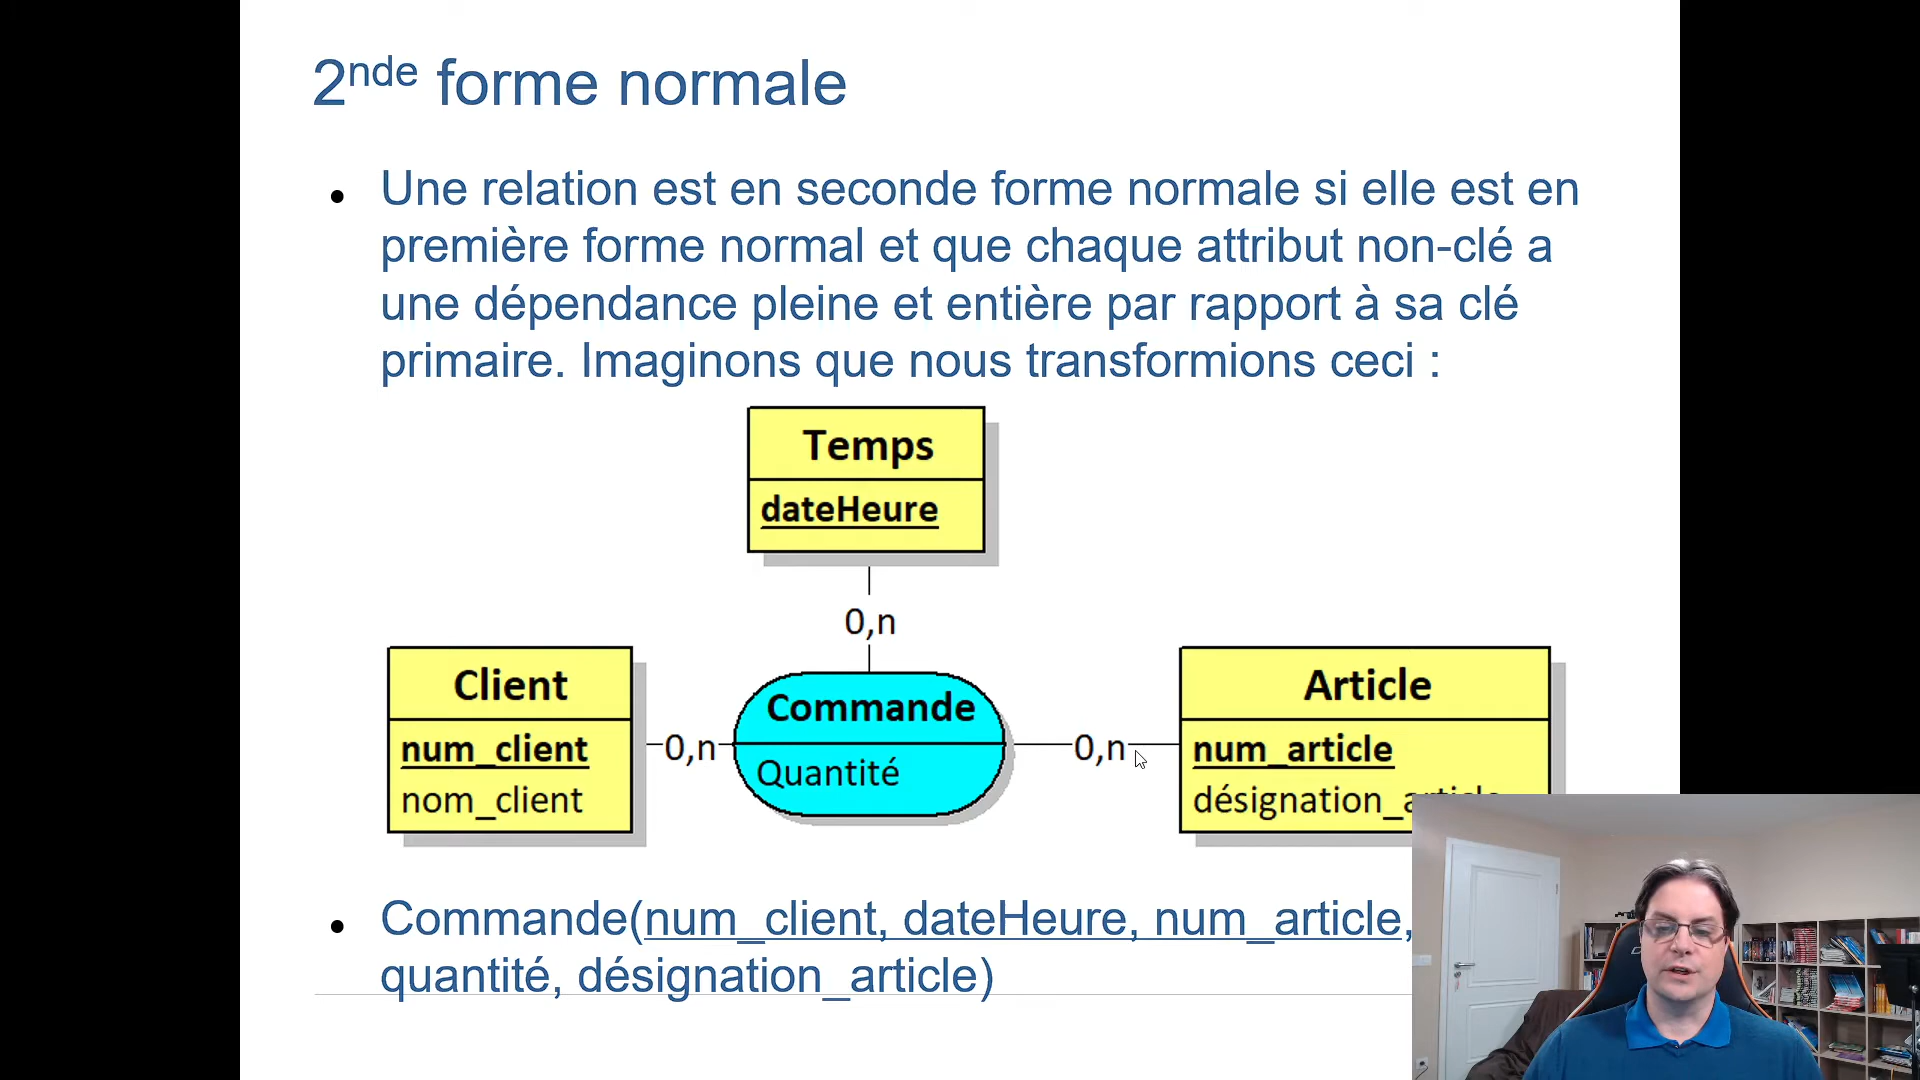 2nde forme normale
Une relation est en seconde forme normale si elle est en
première forme normal et que chaque attribut non-clé a
une dépendance pleine et entière par rapport à sa clé
primaire. Imaginons que nous transformions ceci :
Temps
dateHeure
0,n
Client
num_client
nom_client
0,n
Commande
Quantité
0,n
Article
num_article
désignation_article
Commande(num_client, dateHeure, num_article,
quantité, désignation_article)